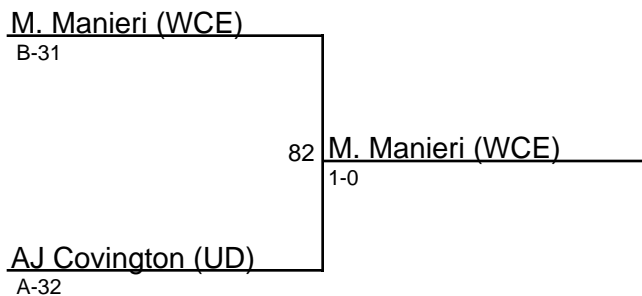 M. Manieri (WCE)
B-31
82
M. Manieri (WCE)
1-0
AJ Covington (UD)
A-32